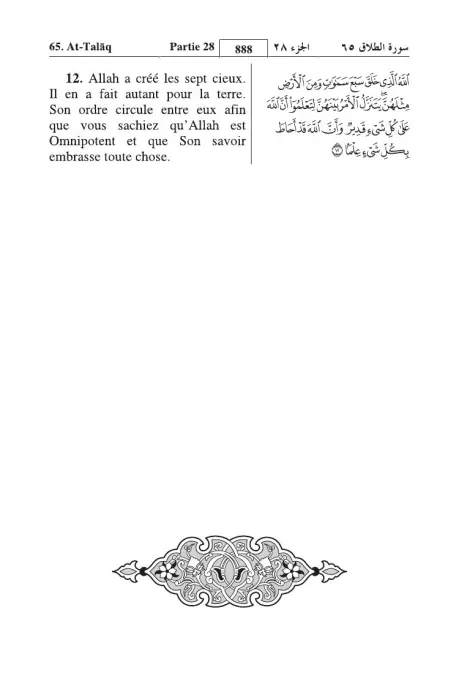 65. At-Talāq Partie 28 888 الجزء ٢٨ سورة الطلاق ٦٥
12. Allah a créé les sept cieux.
Il en a fait autant pour la terre.
Son ordre circule entre eux afin
que vous sachiez qu’Allah est
Omnipotent et que Son savoir
embrasse toute chose.
ٱللَّهُ ٱلَّذِى خَلَقَ سَبْعَ سَمَٰوَٰتٍ وَمِنَ ٱلْأَرْضِ
مِثْلَهُنَّ يَتَنَزَّلُ ٱلْأَمْرُ بَيْنَهُنَّ لِتَعْلَمُوٓا۟ أَنَّ ٱللَّهَ
عَلَىٰ كُلِّ شَىْءٍ قَدِيرٌ وَأَنَّ ٱللَّهَ قَدْ أَحَاطَ
بِكُلِّ شَىْءٍ عِلْمًۢا ١٢